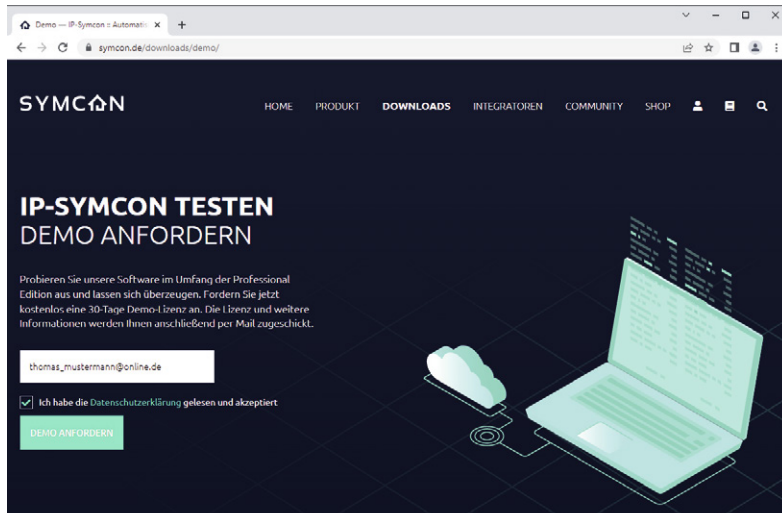 Demo — IP-Symcon :: Automatis
symcon.de/downloads/demo/
SYMCON
HOME PRODUKT DOWNLOADS INTEGRATOREN COMMUNITY SHOP
IP-SYMCON TESTEN
DEMO ANFORDERN
Probieren Sie unsere Software im Umfang der Professional
Edition aus und lassen sich überzeugen. Fordern Sie jetzt
kostenlos eine 30-Tage Demo-Lizenz an. Die Lizenz und weitere
Informationen werden Ihnen anschließend per Mail zugeschickt.
thomas_mustermann@online.de
Ich habe die Datenschutzerklärung gelesen und akzeptiert
DEMO ANFORDERN